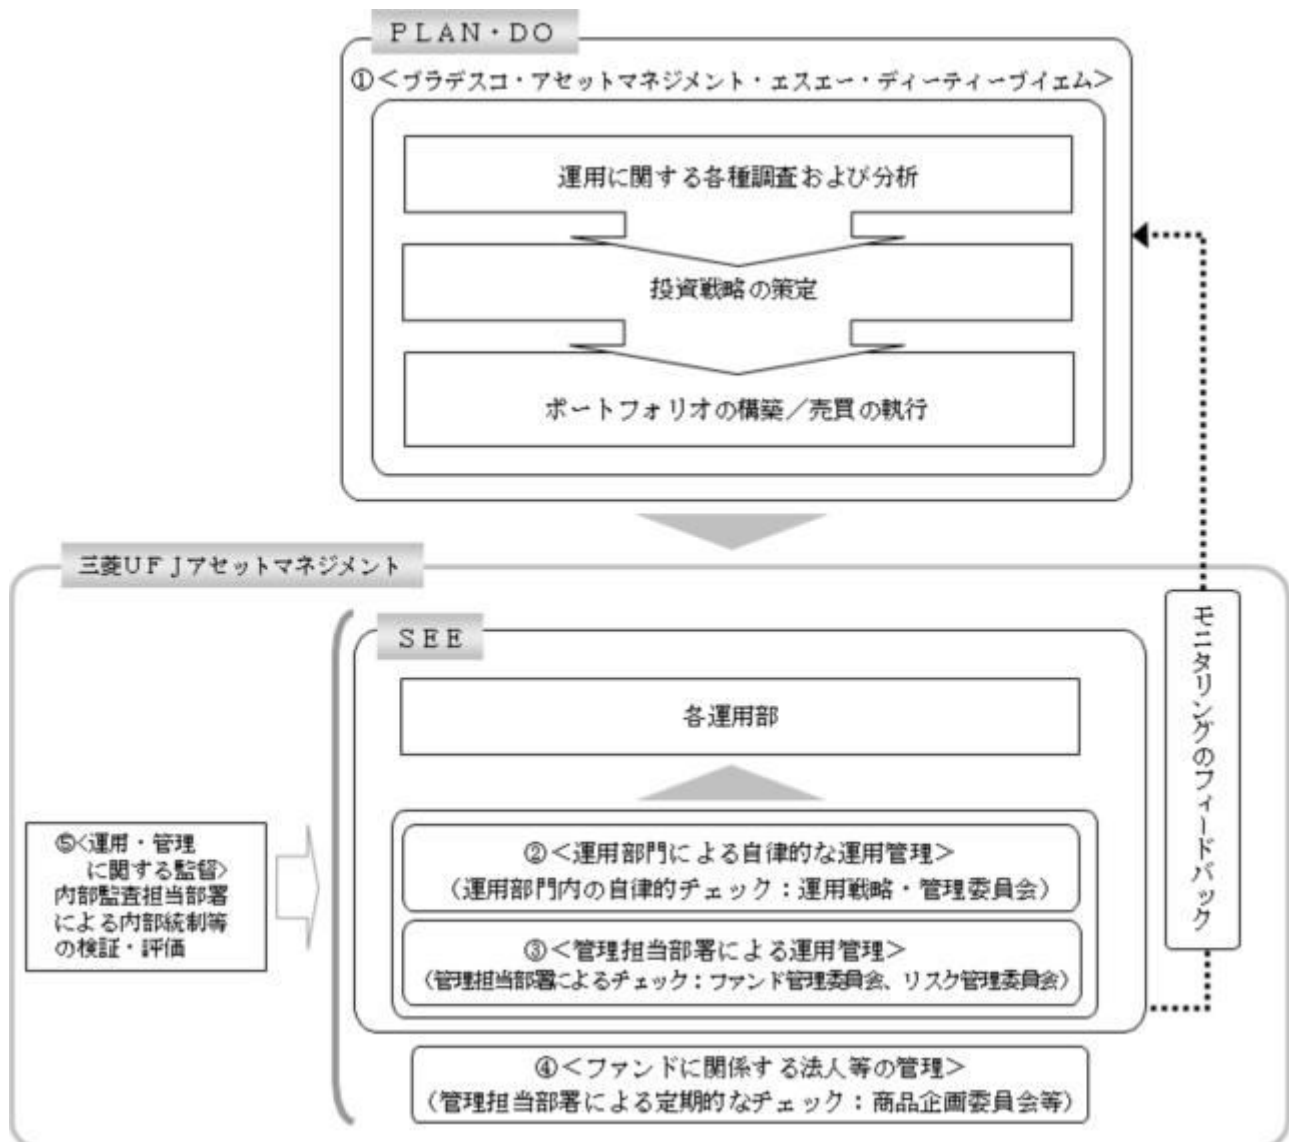 PLAN・DO
①＜ブラデスコ・アセットマネジメント・エスエー・ディーティーブイエム＞
運用に関する各種調査および分析
投資戦略の策定
ポートフォリオの構築／売買の執行
三菱ＵＦＪアセットマネジメント
SEE
各運用部
②＜運用部門による自律的な運用管理＞
（運用部門内の自律的チェック：運用戦略・管理委員会）
③＜管理担当部署による運用管理＞
（管理担当部署によるチェック：ファンド管理委員会、リスク管理委員会）
④＜ファンドに関係する法人等の管理＞
（管理担当部署による定期的なチェック：商品企画委員会等）
⑤<運用・管理
に関する監督>
内部監査担当部署
による内部統制等
の検証・評価
モニタリングのフィードバック